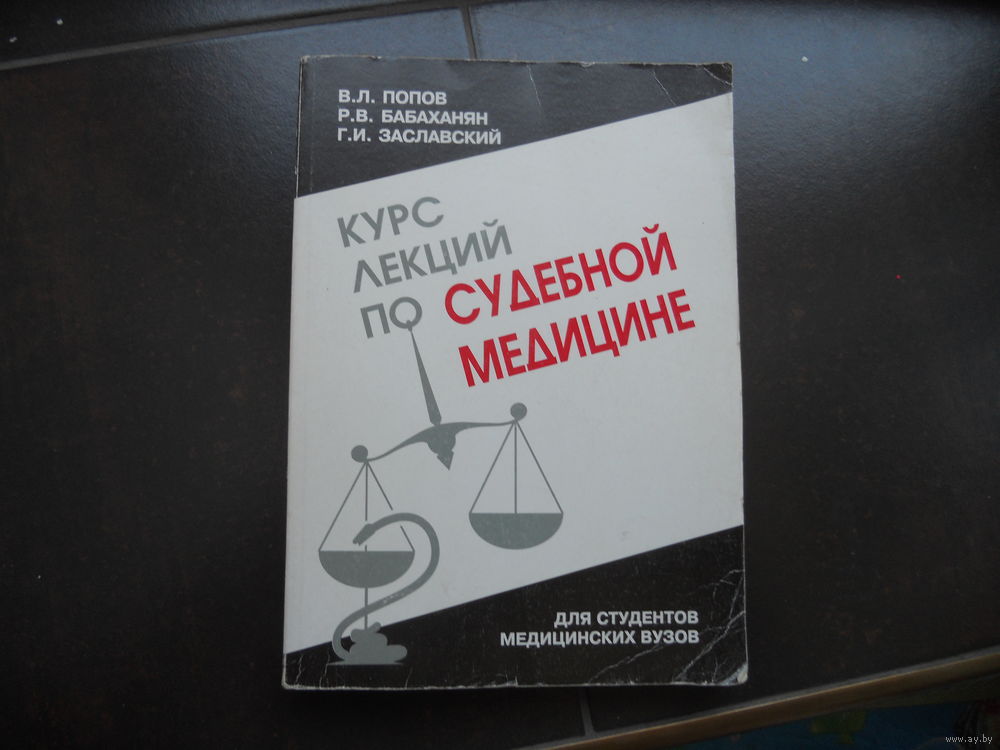 В.Л. ПОПОВ
Р.В. БАБАХАНЯН
Г.И. ЗАСЛАВСКИЙ
КУРС
ЛЕКЦИЙ
ПО СУДЕБНОЙ
МЕДИЦИНЕ
ДЛЯ СТУДЕНТОВ
МЕДИЦИНСКИХ ВУЗОВ
www.ay.by